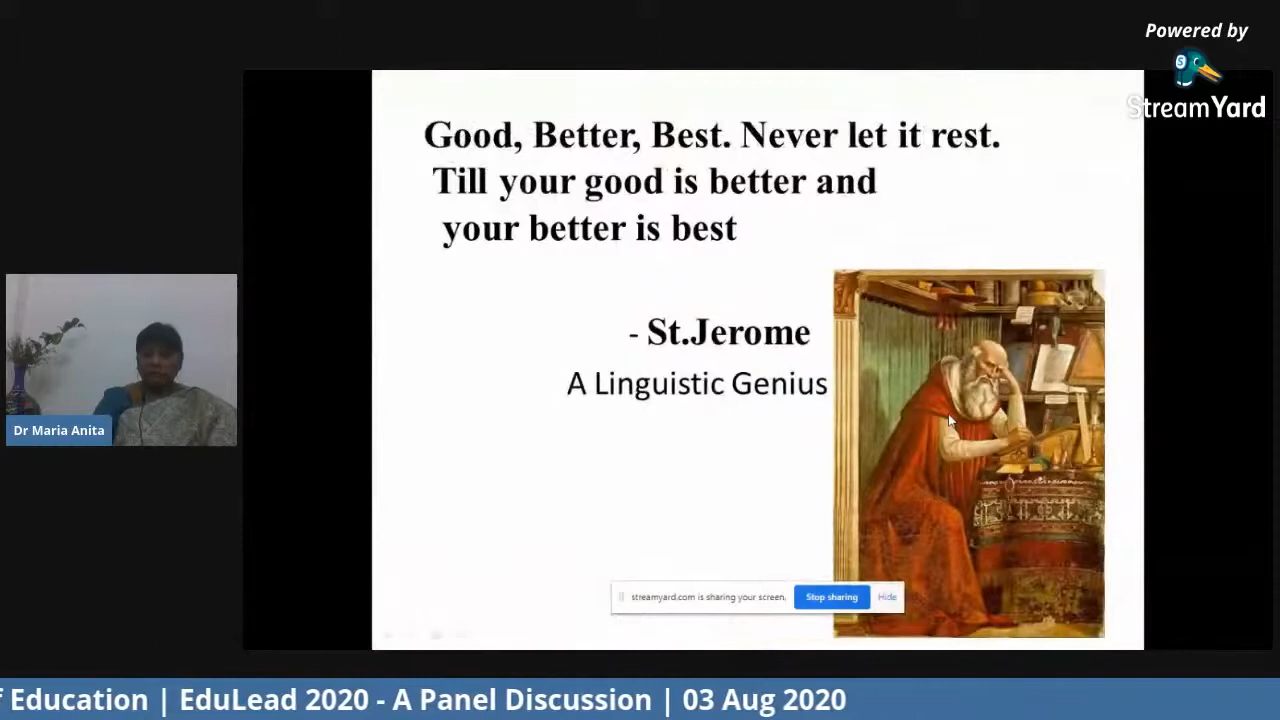 Powered by
StreamYard
Good, Better, Best. Never let it rest.
Till your good is better and
your better is best
- St.Jerome
A Linguistic Genius
Dr Maria Anita
streamyard.com is sharing your screen.
Stop sharing
Hide
Education | EduLead 2020 - A Panel Discussion | 03 Aug 2020